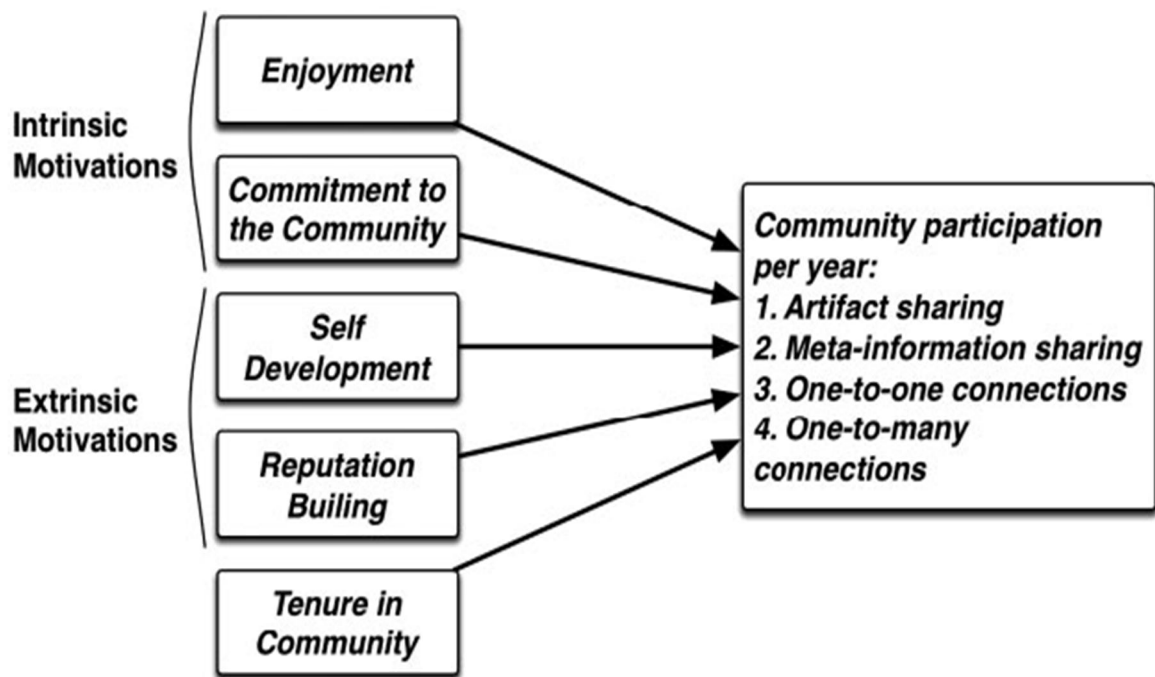 Intrinsic
Motivations
Enjoyment
Commitment to
the Community
Extrinsic
Motivations
Self
Development
Reputation
Builing
Tenure in
Community
Community participation
per year:
1. Artifact sharing
2. Meta-information sharing
3. One-to-one connections
4. One-to-many
connections